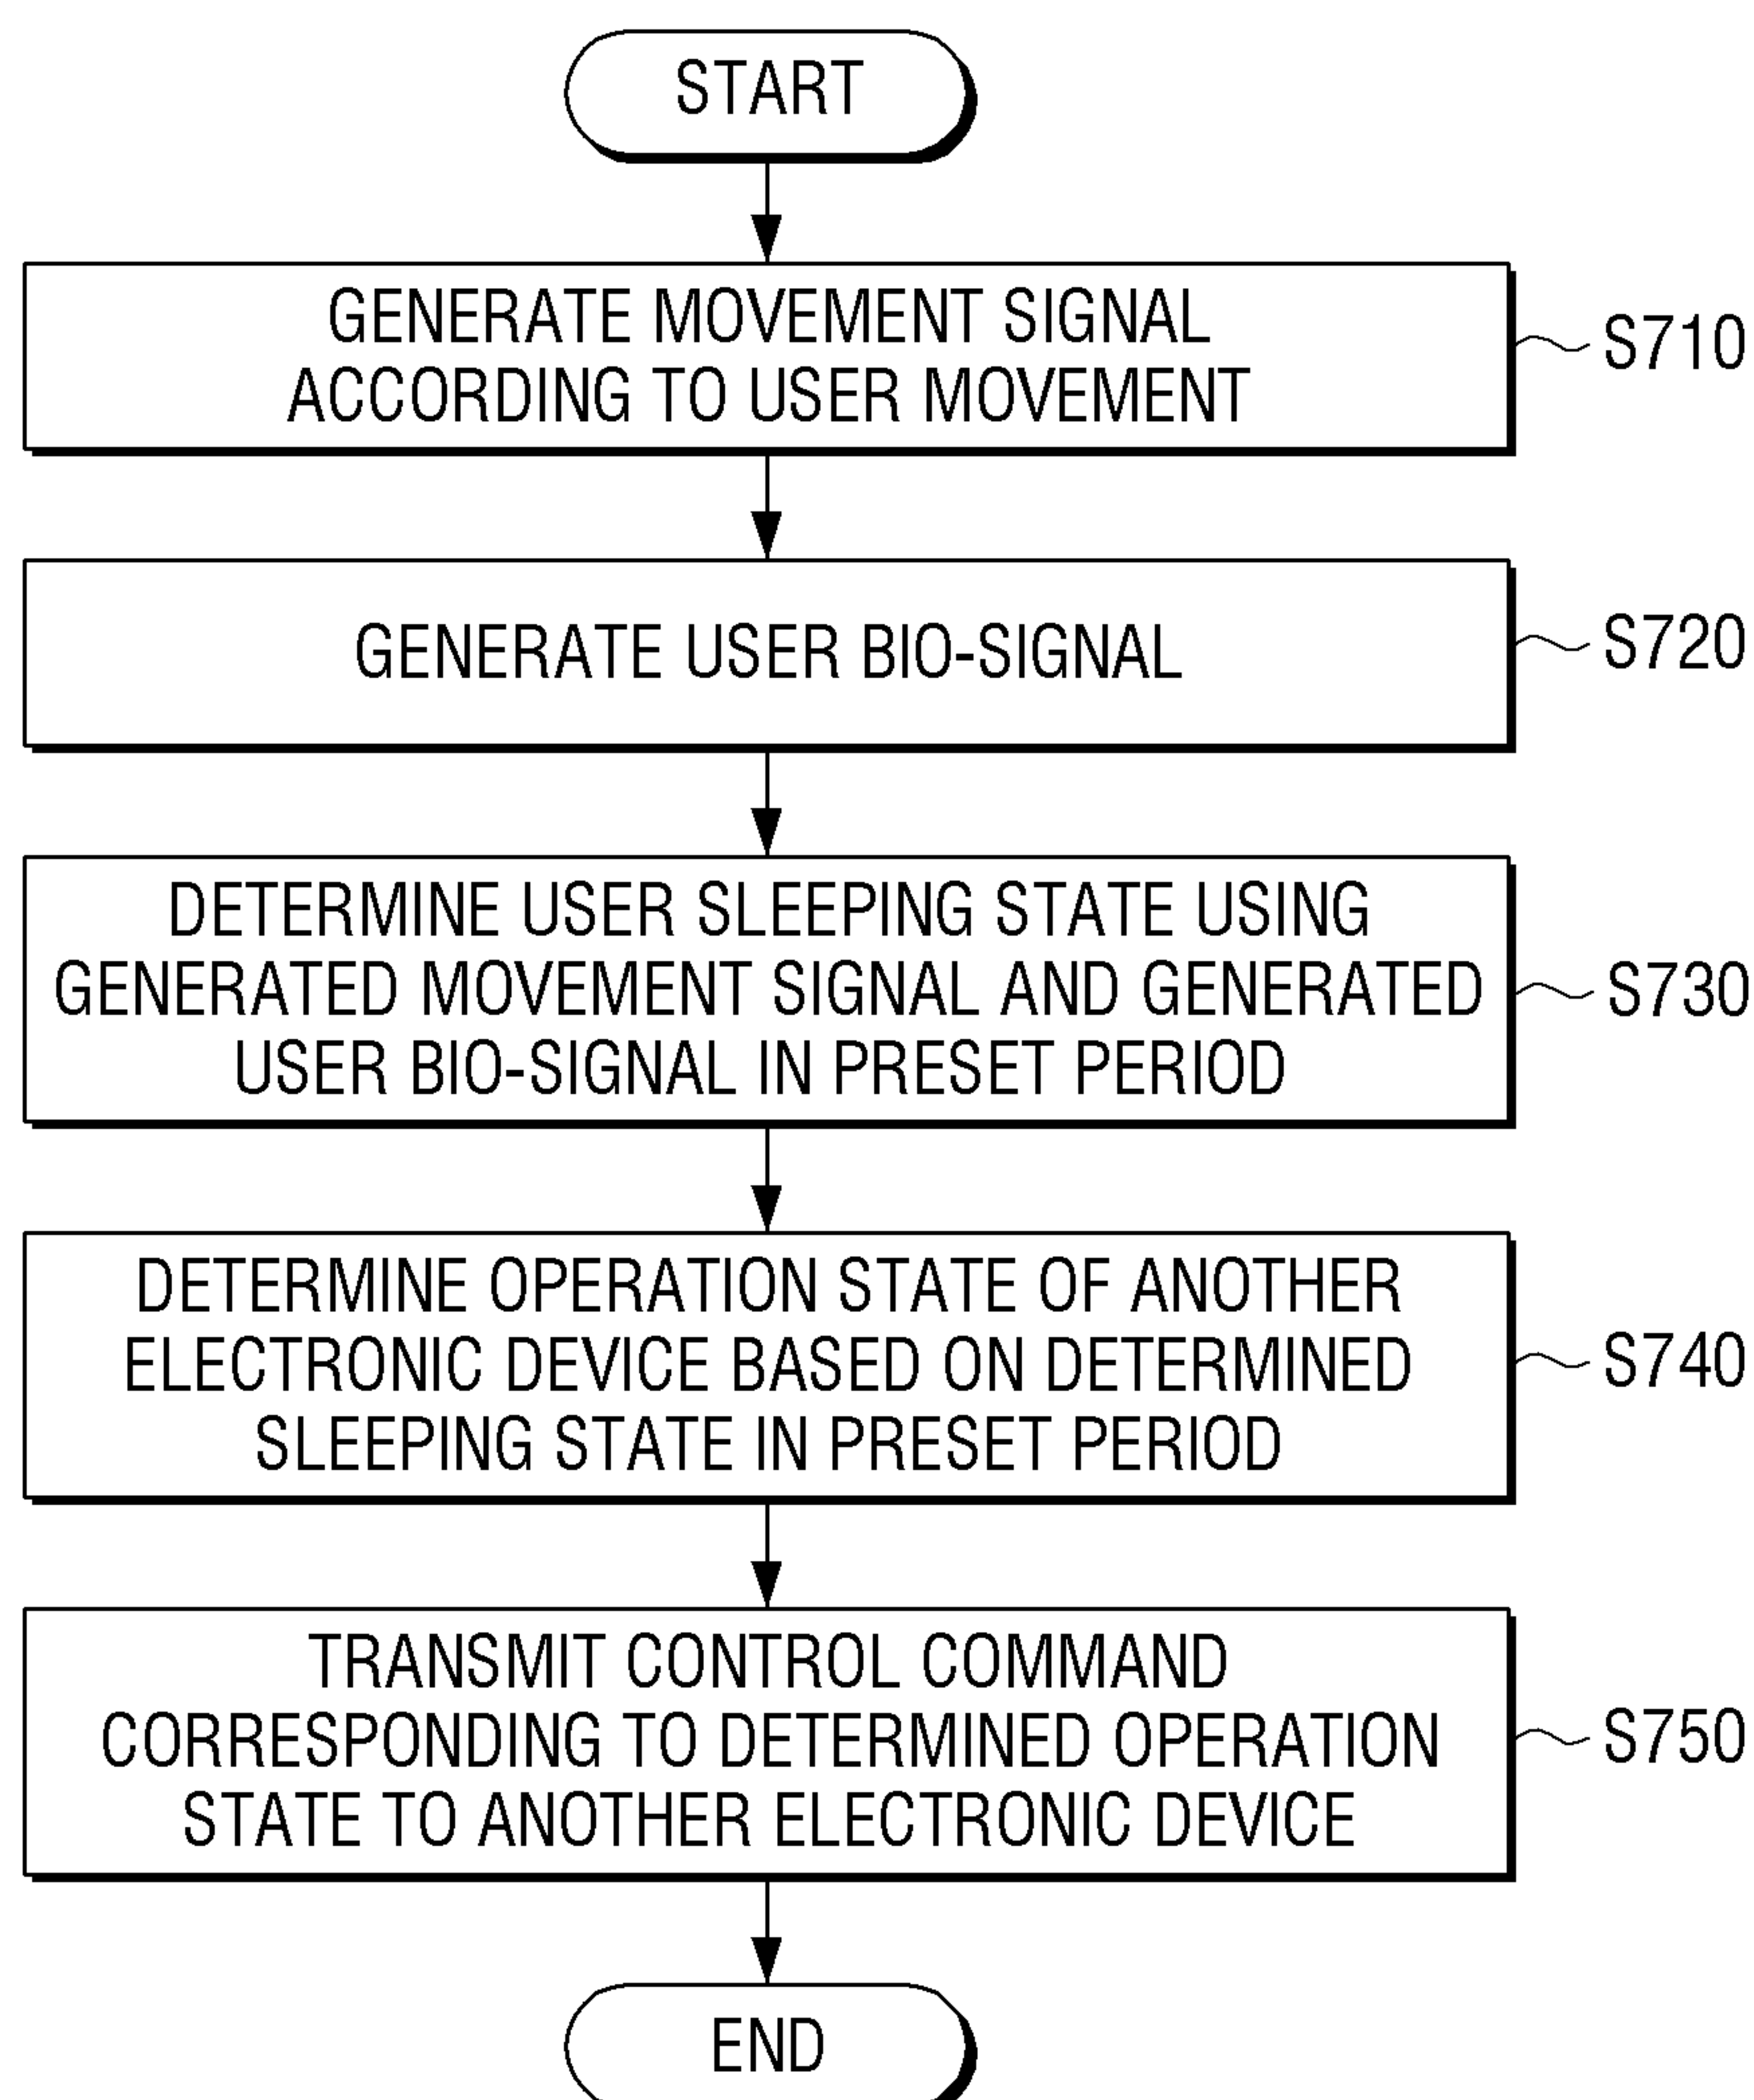 START
GENERATE MOVEMENT SIGNAL
ACCORDING TO USER MOVEMENT
S710
GENERATE USER BIO-SIGNAL
S720
DETERMINE USER SLEEPING STATE USING
GENERATED MOVEMENT SIGNAL AND GENERATED
USER BIO-SIGNAL IN PRESET PERIOD
S730
DETERMINE OPERATION STATE OF ANOTHER
ELECTRONIC DEVICE BASED ON DETERMINED
SLEEPING STATE IN PRESET PERIOD
S740
TRANSMIT CONTROL COMMAND
CORRESPONDING TO DETERMINED OPERATION
STATE TO ANOTHER ELECTRONIC DEVICE
S750
END